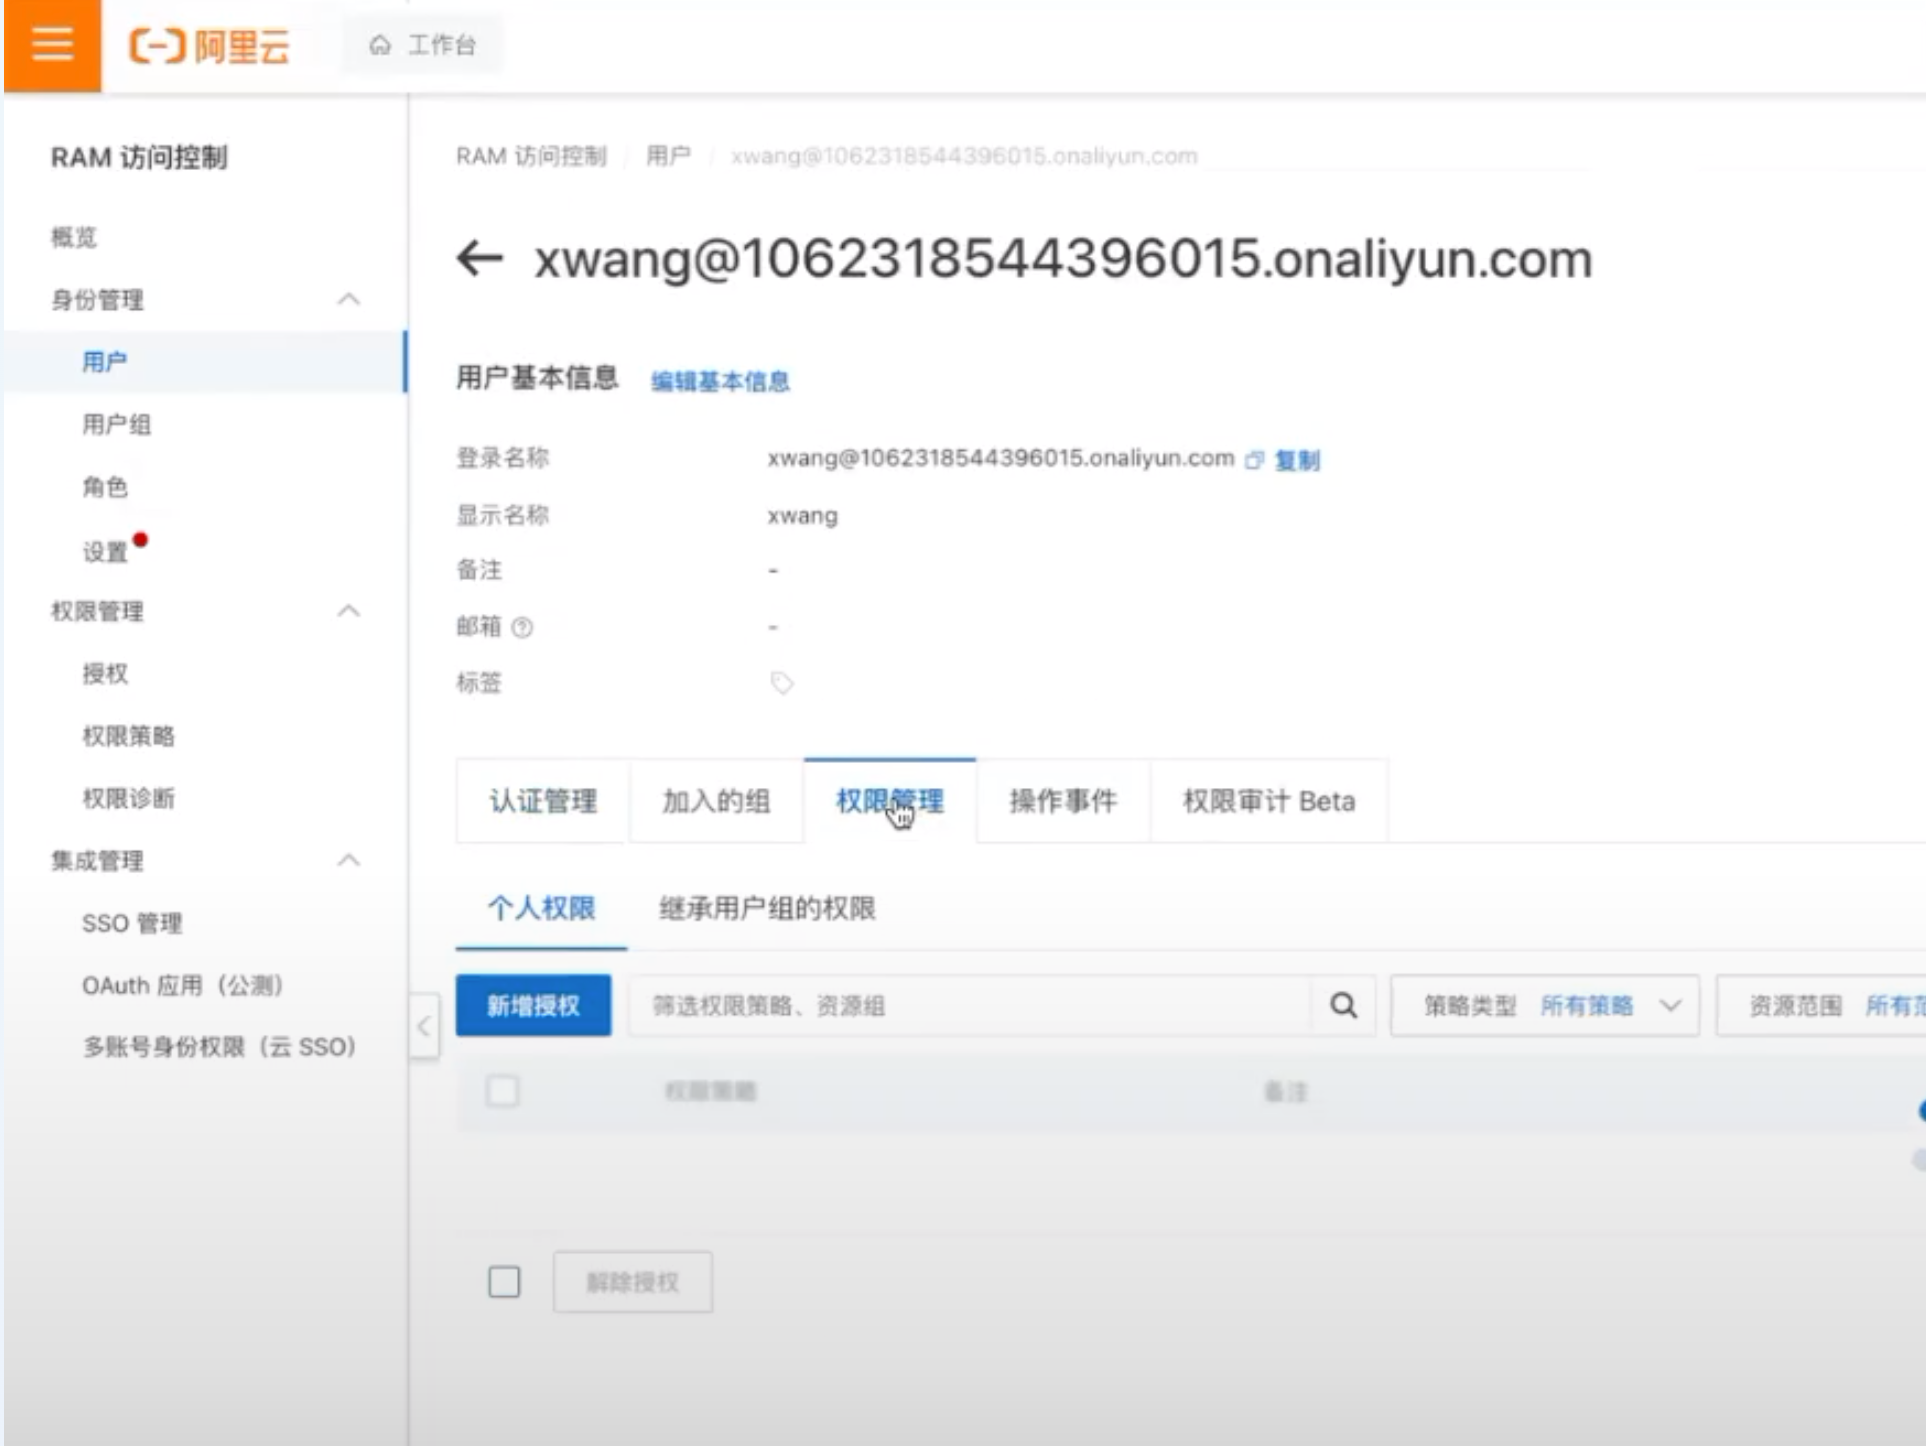 阿里云
工作台
RAM 访问控制
概览
身份管理
用户
用户组
角色
设置
权限管理
授权
权限策略
权限诊断
集成管理
SSO 管理
OAuth 应用（公测）
多账号身份权限（云 SSO）
RAM 访问控制 / 用户 / xwang@1062318544396015.onaliyun.com
xwang@1062318544396015.onaliyun.com
用户基本信息 编辑基本信息
登录名称 xwang@1062318544396015.onaliyun.com 复制
显示名称 xwang
备注 -
邮箱 -
标签
认证管理 加入的组 权限管理 操作事件 权限审计 Beta
个人权限 继承用户组的权限
新增授权 筛选权限策略、资源组 策略类型 所有策略 资源范围 所有范
权限策略 备注
解除授权